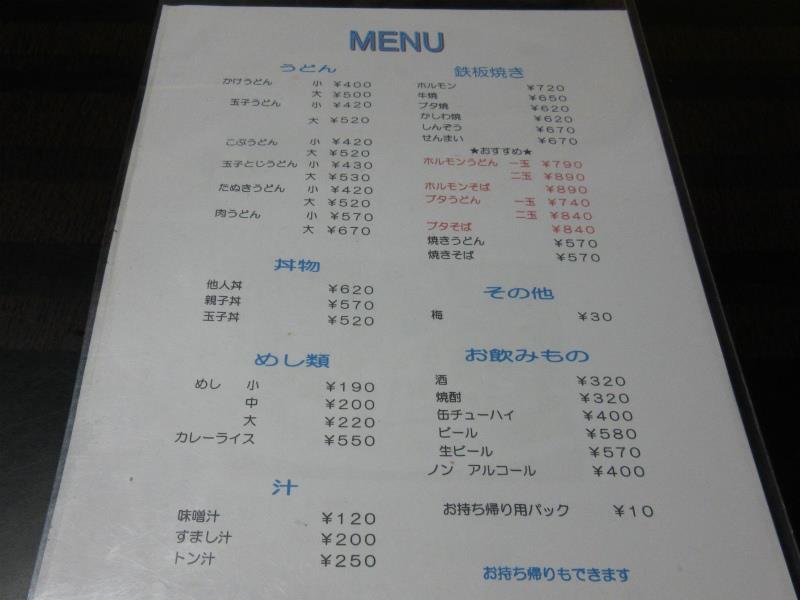 MENU
うどん
かけうどん 小 ¥400
大 ¥500
玉子うどん 小 ¥420
大 ¥520
こぶうどん 小 ¥420
大 ¥520
玉子とじうどん 小 ¥430
大 ¥530
たぬきうどん 小 ¥420
大 ¥520
肉うどん 小 ¥570
大 ¥670
丼物
他人丼 ¥620
親子丼 ¥570
玉子丼 ¥520
めし類
めし 小 ¥190
中 ¥200
大 ¥220
カレーライス ¥550
汁
味噌汁 ¥120
すまし汁 ¥200
トン汁 ¥250
鉄板焼き
ホルモン ¥720
牛焼 ¥650
ブタ焼 ¥620
かしわ焼 ¥620
しんぞう ¥670
せんまい ¥670
★おすすめ★
ホルモンうどん 一玉 ¥790
二玉 ¥890
ホルモンそば ¥890
ブタうどん 一玉 ¥740
二玉 ¥840
ブタそば ¥840
焼きうどん ¥570
焼きそば ¥570
その他
梅 ¥30
お飲みもの
酒 ¥320
焼酎 ¥320
缶チューハイ ¥400
ビール ¥580
生ビール ¥570
ノン アルコール ¥400
お持ち帰り用パック ¥10
お持ち帰りもできます